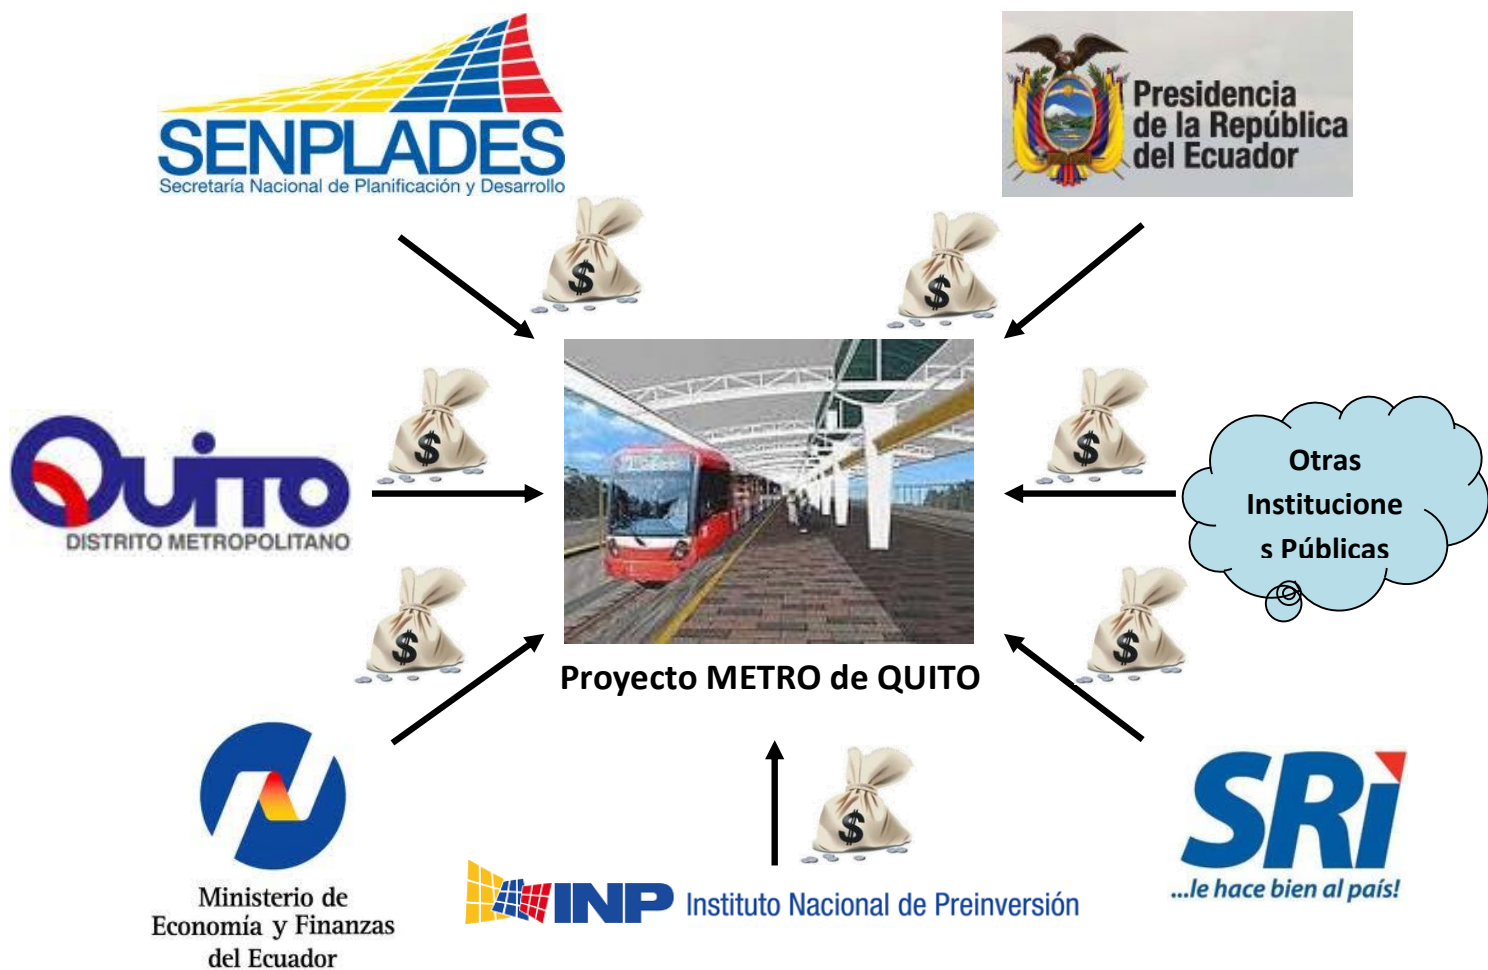 SENPLADES
Secretaría Nacional de Planificación y Desarrollo
Presidencia
de la República
del Ecuador
$
$
$
$
QUITO
DISTRITO METROPOLITANO
Otras
Institucione
s Públicas
$
$
Proyecto METRO de QUITO
Ministerio de
Economía y Finanzas
del Ecuador
$
INP Instituto Nacional de Preinversión
SRi
...le hace bien al país!